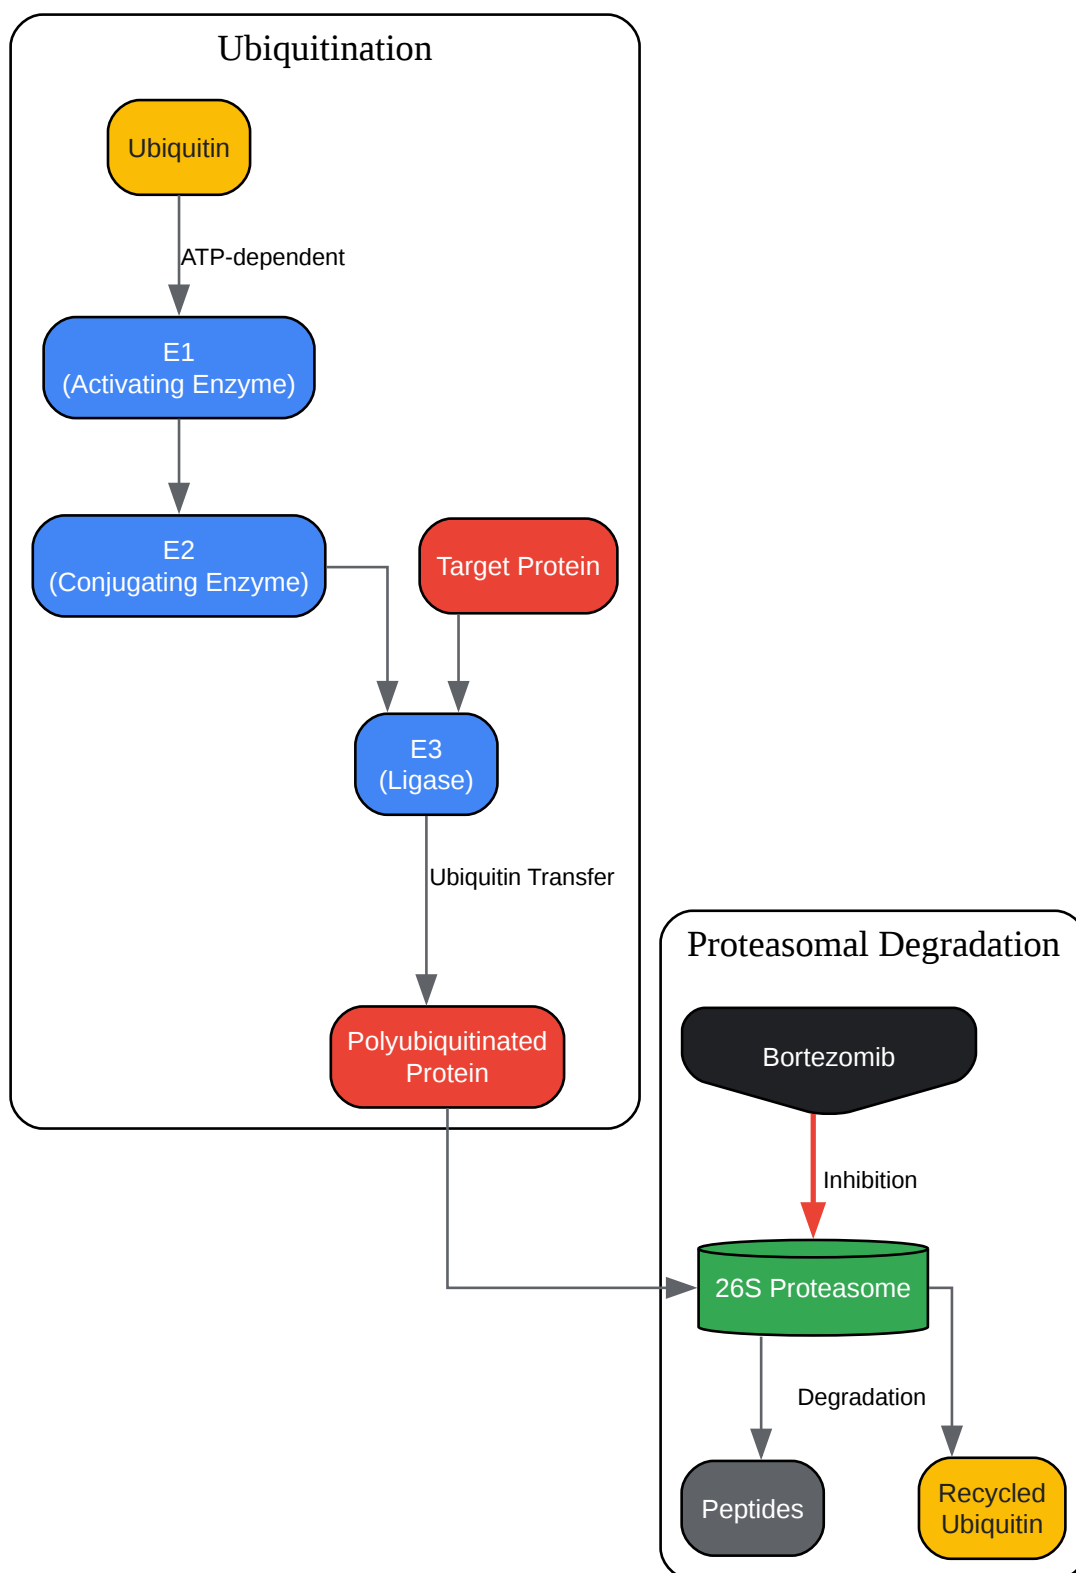 Ubiquitination
Ubiquitin
ATP-dependent
E1
(Activating Enzyme)
E2
(Conjugating Enzyme)
Target Protein
E3
(Ligase)
Ubiquitin Transfer
Polyubiquitinated
Protein
Proteasomal Degradation
Bortezomib
Inhibition
26S Proteasome
Degradation
Peptides
Recycled
Ubiquitin